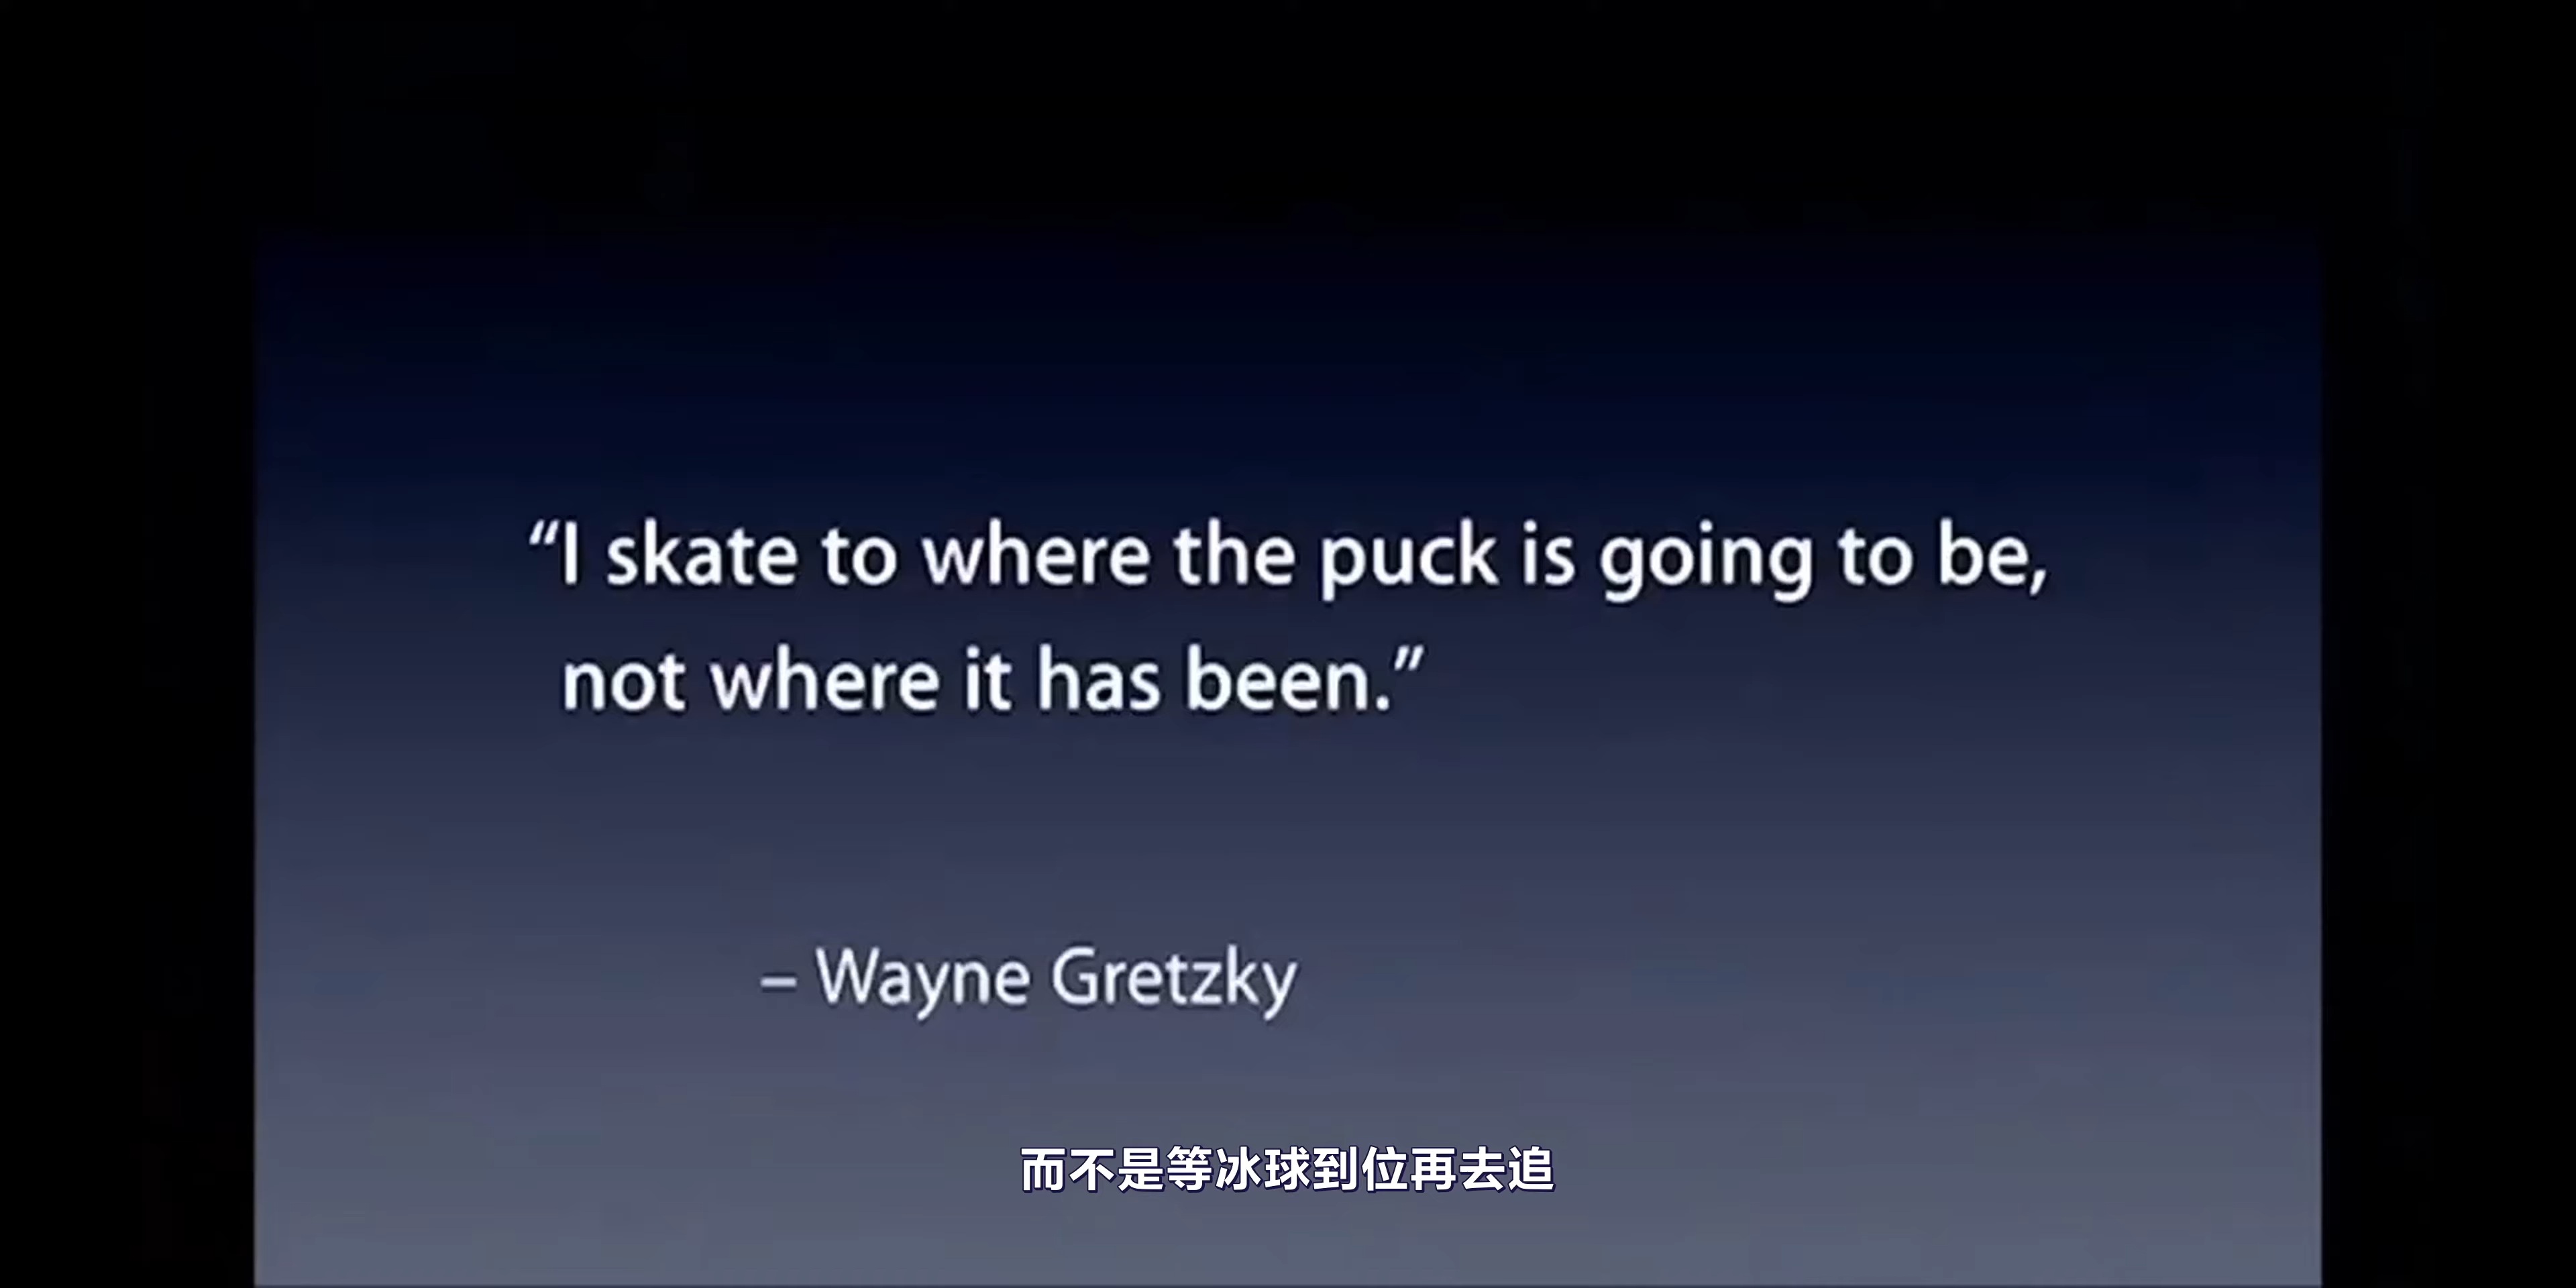 “I skate to where the puck is going to be,
not where it has been.”
– Wayne Gretzky
而不是等冰球到位再去追